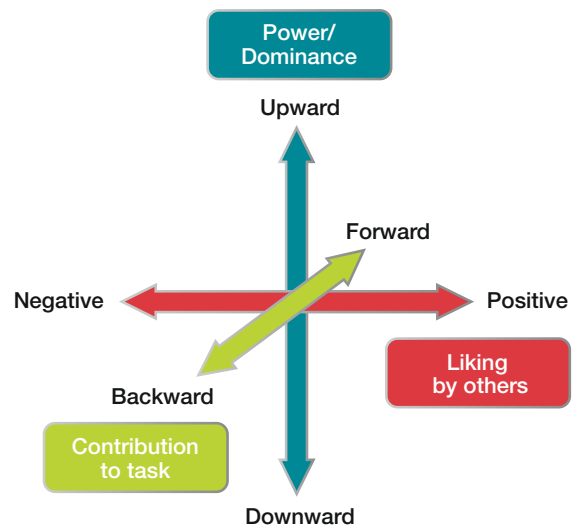 Power/
Dominance
Upward
Forward
Negative
Positive
Liking
by others
Backward
Contribution
to task
Downward